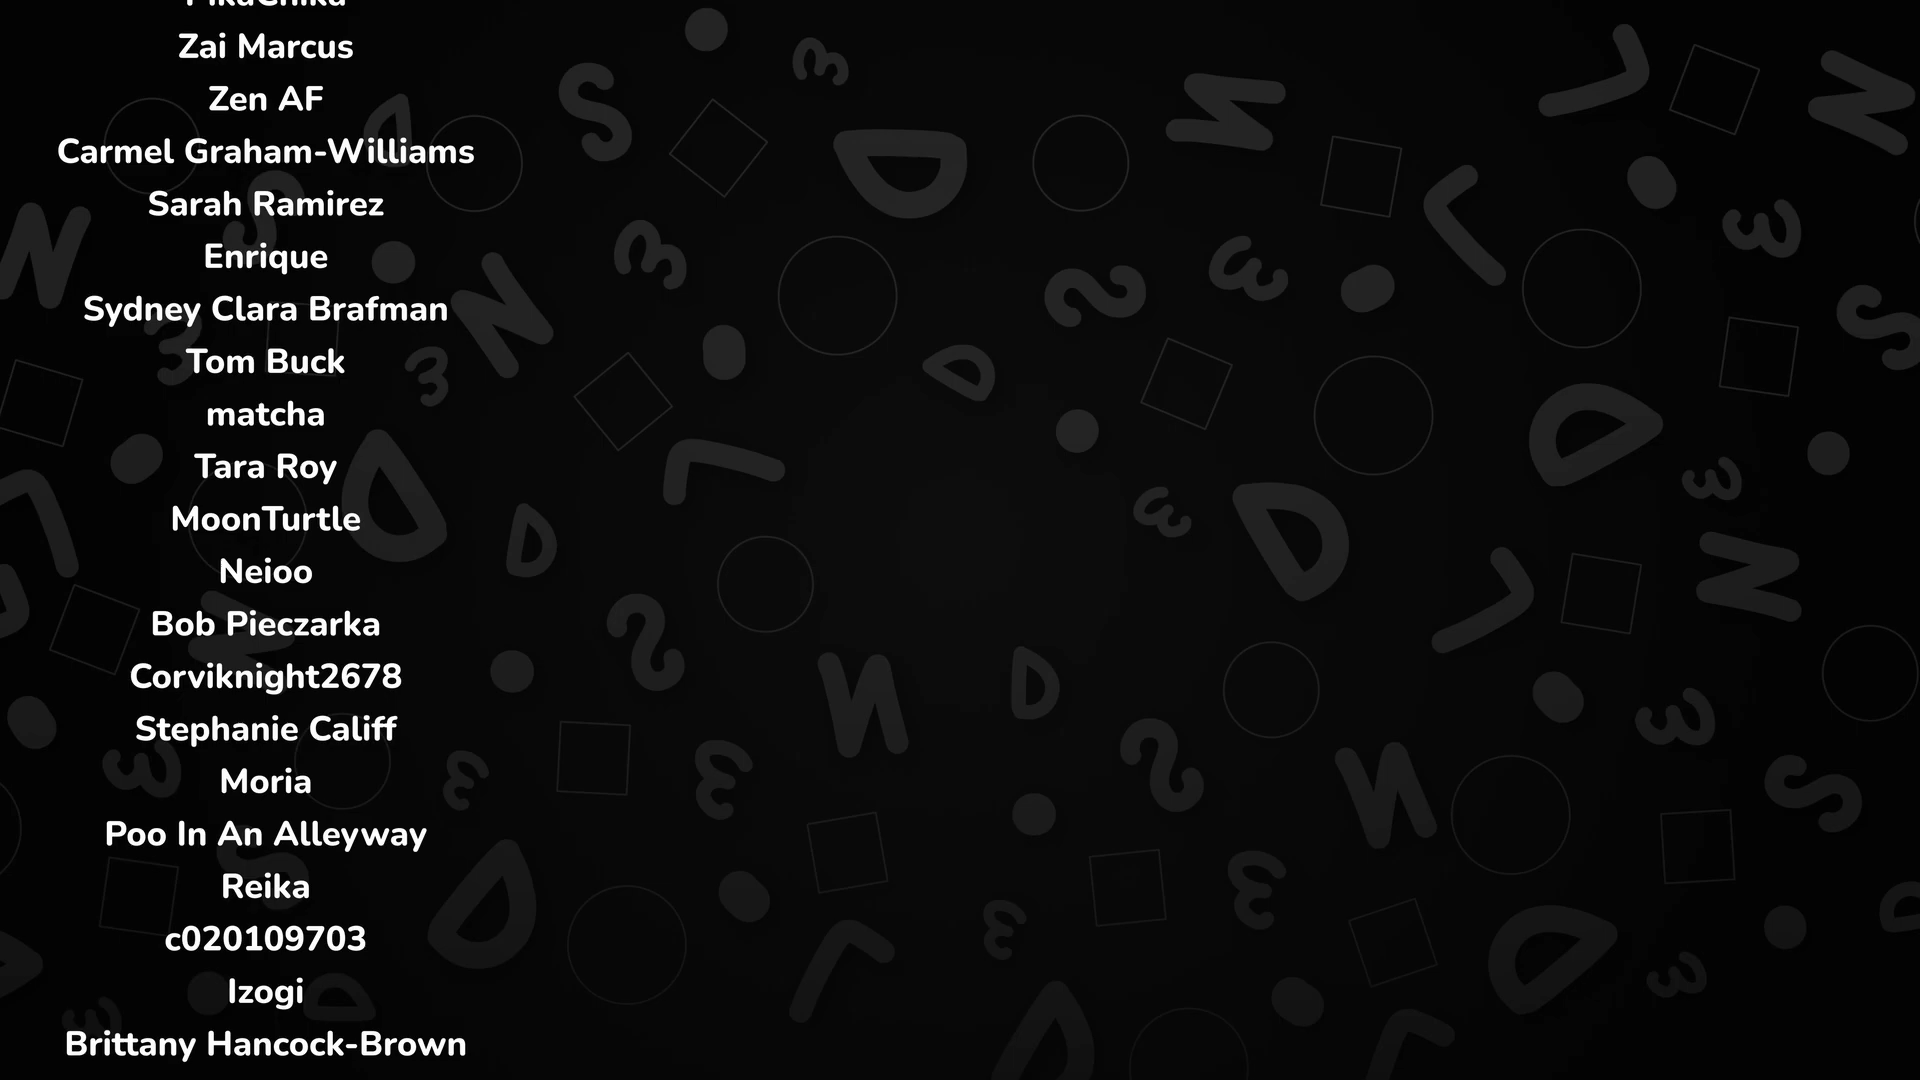 Zai Marcus
Zen AF
Carmel Graham-Williams
Sarah Ramirez
Enrique
Sydney Clara Brafman
Tom Buck
matcha
Tara Roy
MoonTurtle
Neioo
Bob Pieczarka
Corviknight2678
Stephanie Califf
Moria
Poo In An Alleyway
Reika
c020109703
Izogi
Brittany Hancock-Brown